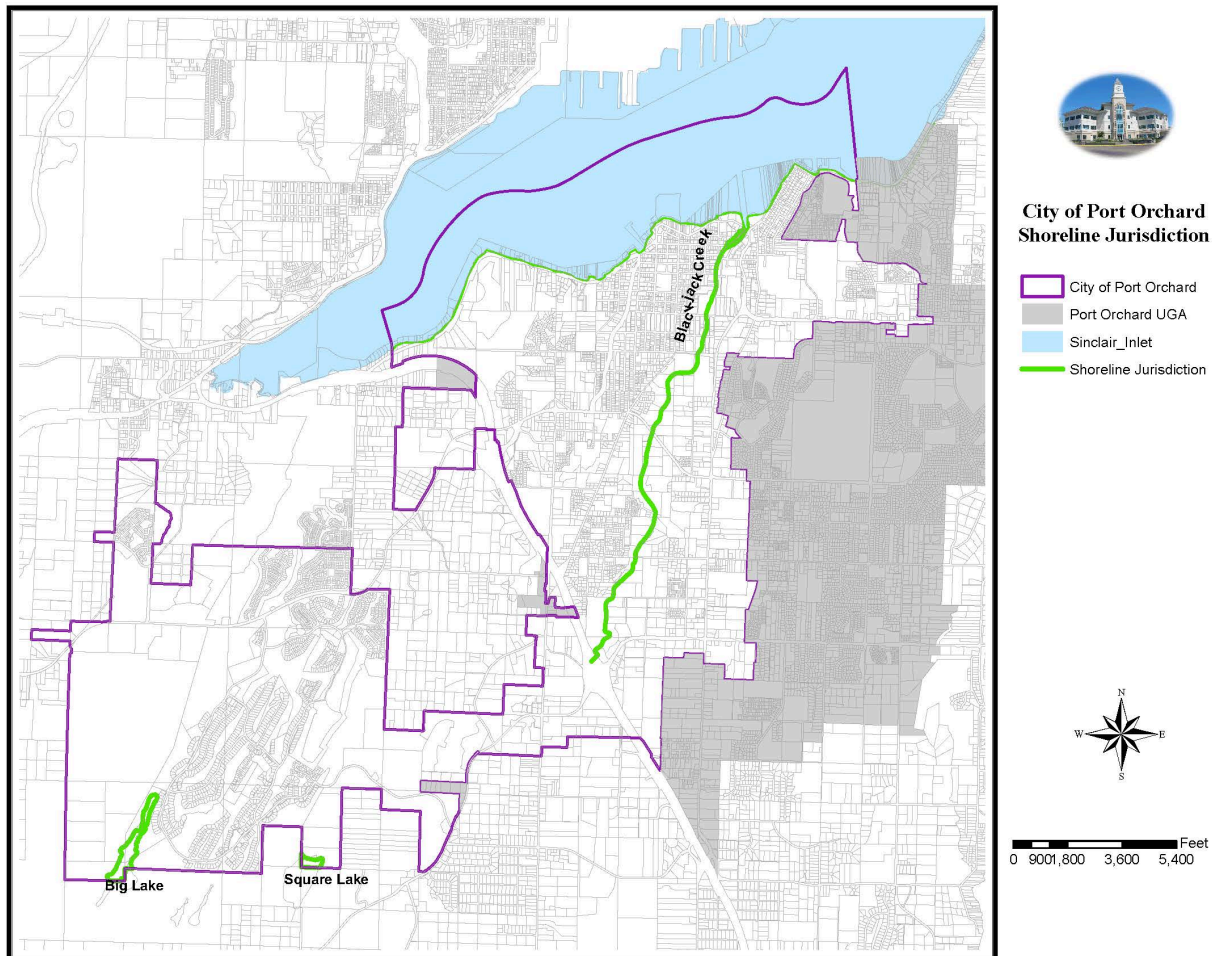 City of Port Orchard
Shoreline Jurisdiction
City of Port Orchard
Port Orchard UGA
Sinclair_Inlet
Shoreline Jurisdiction
Blackjack Creek
Big Lake
Square Lake
N
W
E
S
Feet
0 9001,800 3,600 5,400